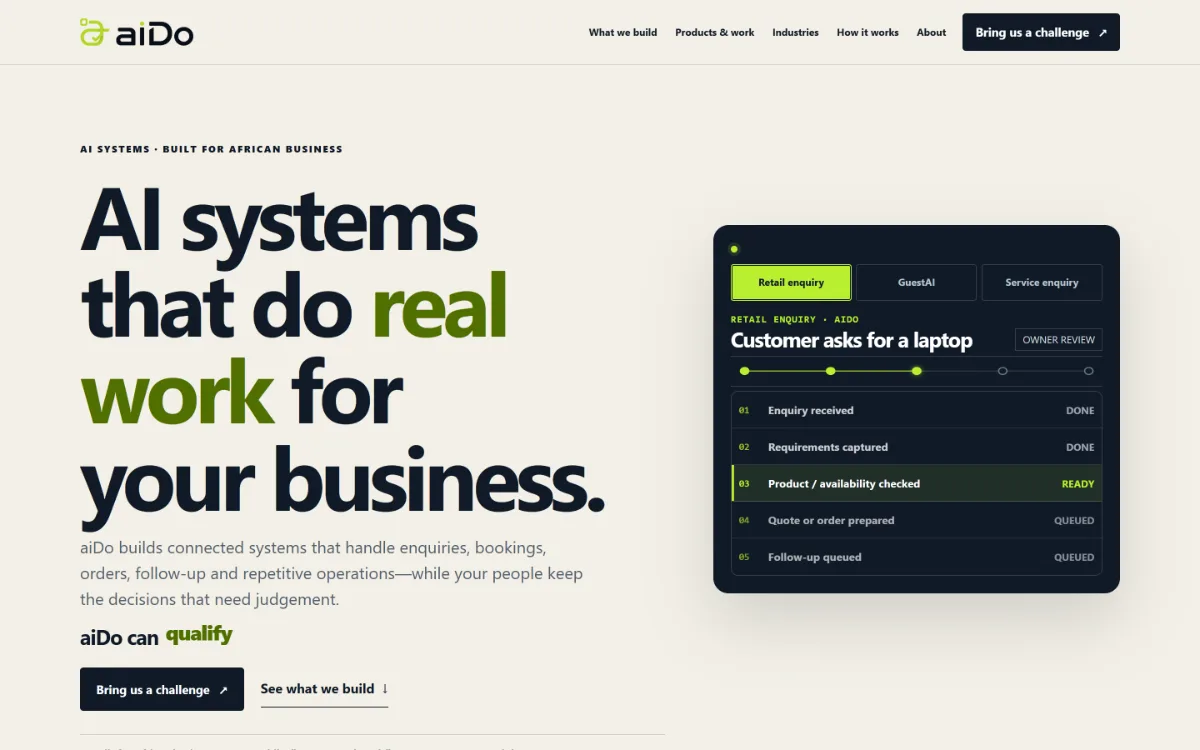 aiDo
What we build
Products & work
Industries
How it works
About
Bring us a challenge ↗
AI SYSTEMS · BUILT FOR AFRICAN BUSINESS
AI systems
that do real
work for
your business.
aiDo builds connected systems that handle enquiries, bookings,
orders, follow-up and repetitive operations—while your people keep
the decisions that need judgement.
aiDo can qualify
Bring us a challenge ↗
See what we build ↓
Retail enquiry
GuestAI
Service enquiry
RETAIL ENQUIRY · AIDO
Customer asks for a laptop
OWNER REVIEW
01 Enquiry received DONE
02 Requirements captured DONE
03 Product / availability checked READY
04 Quote or order prepared QUEUED
05 Follow-up queued QUEUED